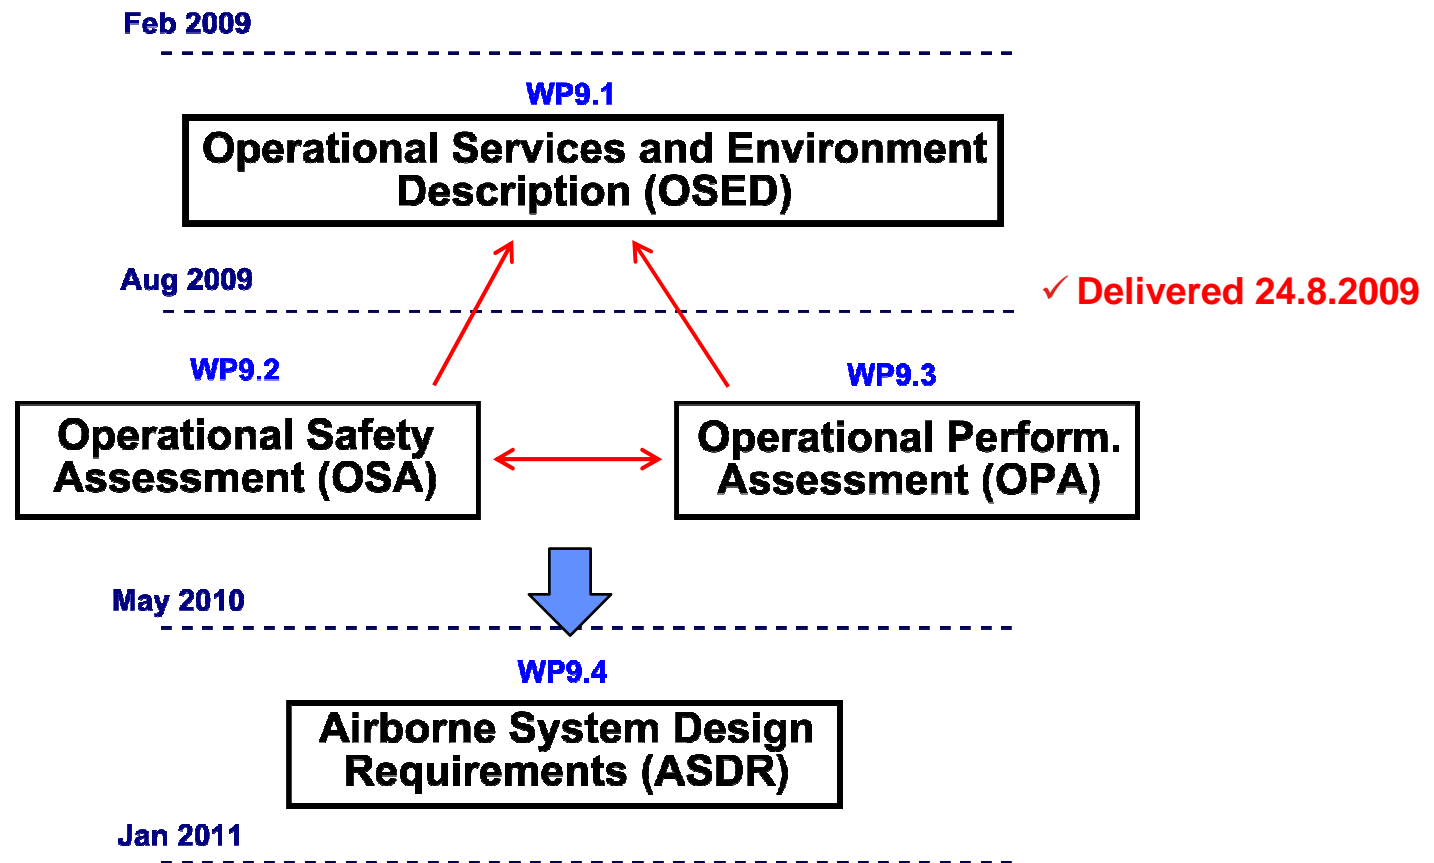 Feb 2009
WP9.1
Operational Services and Environment
Description (OSED)
Aug 2009
✓ Delivered 24.8.2009
WP9.2
WP9.3
Operational Safety
Assessment (OSA)
Operational Perform.
Assessment (OPA)
May 2010
WP9.4
Airborne System Design
Requirements (ASDR)
Jan 2011